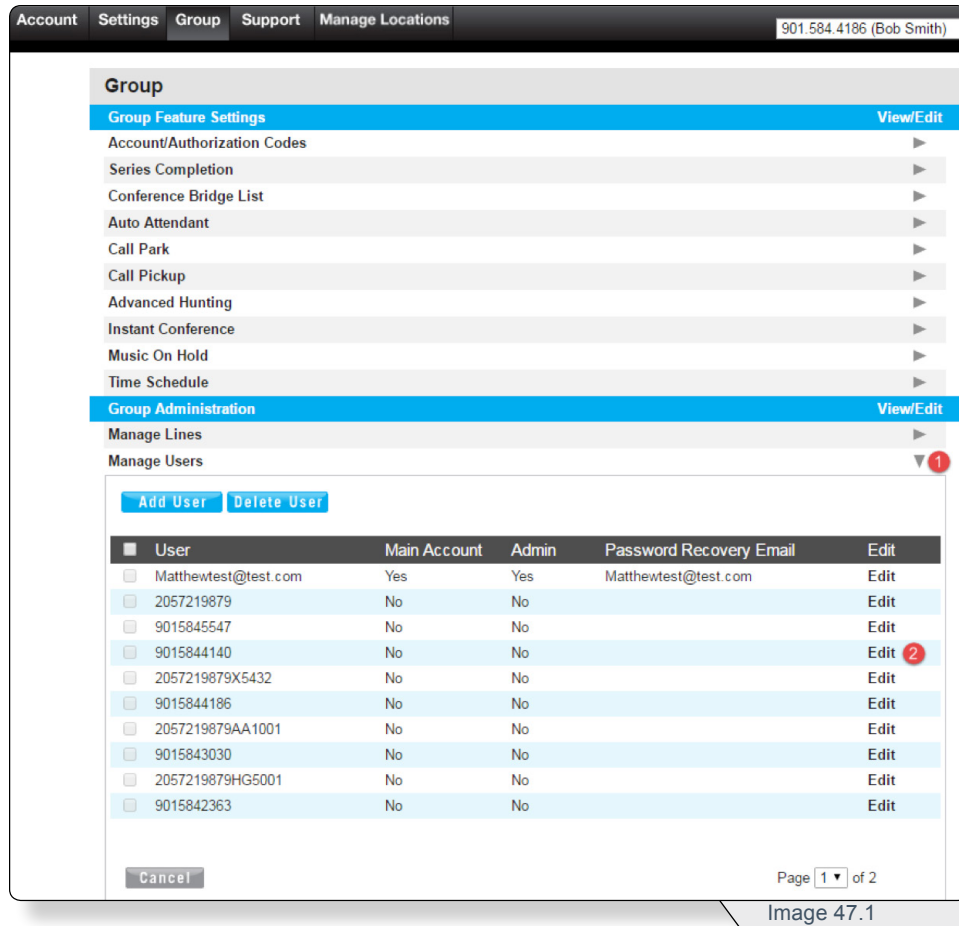 Account Settings Group Support Manage Locations
901.584.4186 (Bob Smith)
Group
Group Feature Settings View/Edit
Account/Authorization Codes
Series Completion
Conference Bridge List
Auto Attendant
Call Park
Call Pickup
Advanced Hunting
Instant Conference
Music On Hold
Time Schedule
Group Administration View/Edit
Manage Lines
Manage Users 1
Add User Delete User
User Main Account Admin Password Recovery Email Edit
Matthewtest@test.com Yes Yes Matthewtest@test.com Edit
2057219879 No No Edit
9015845547 No No Edit
9015844140 No No Edit 2
2057219879X5432 No No Edit
9015844186 No No Edit
2057219879AA1001 No No Edit
9015843030 No No Edit
2057219879HG5001 No No Edit
9015842363 No No Edit
Cancel Page 1 of 2
Image 47.1